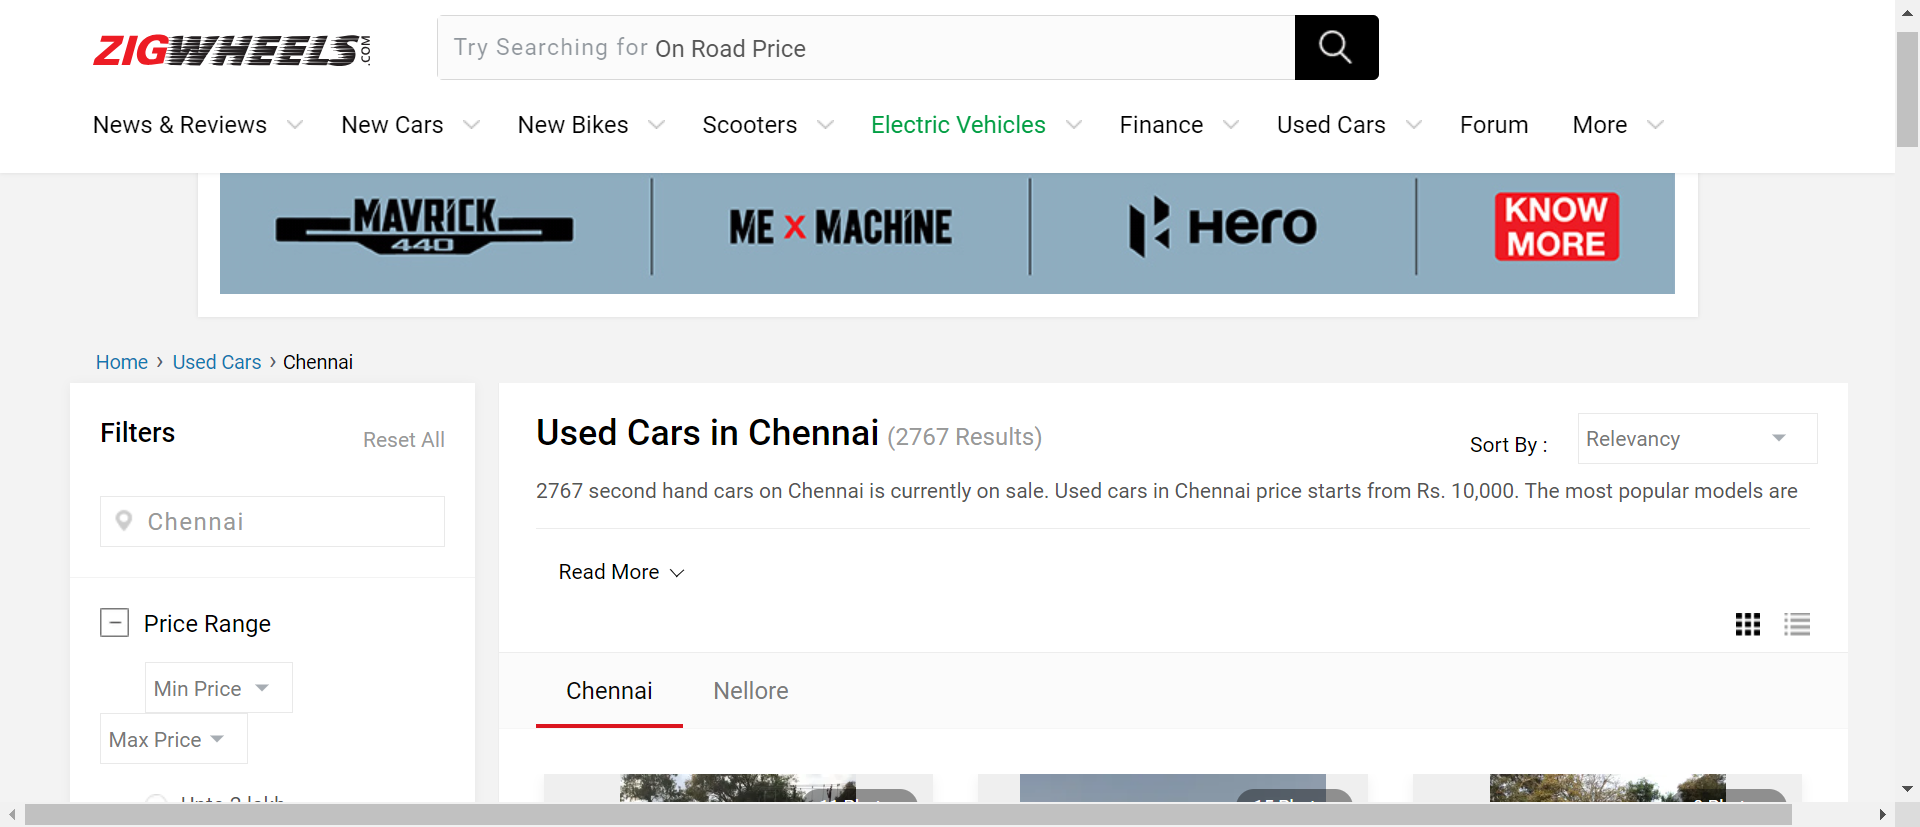 ZIGWHEELS.COM
Try Searching for On Road Price
News & Reviews New Cars New Bikes Scooters Electric Vehicles Finance Used Cars Forum More
MAVRICK 440 ME X MACHINE Hero KNOW MORE
Home › Used Cars › Chennai
Filters
Reset All
Chennai
Price Range
Min Price
Max Price
Used Cars in Chennai (2767 Results)
Sort By : Relevancy
2767 second hand cars on Chennai is currently on sale. Used cars in Chennai price starts from Rs. 10,000. The most popular models are
Read More
Chennai Nellore